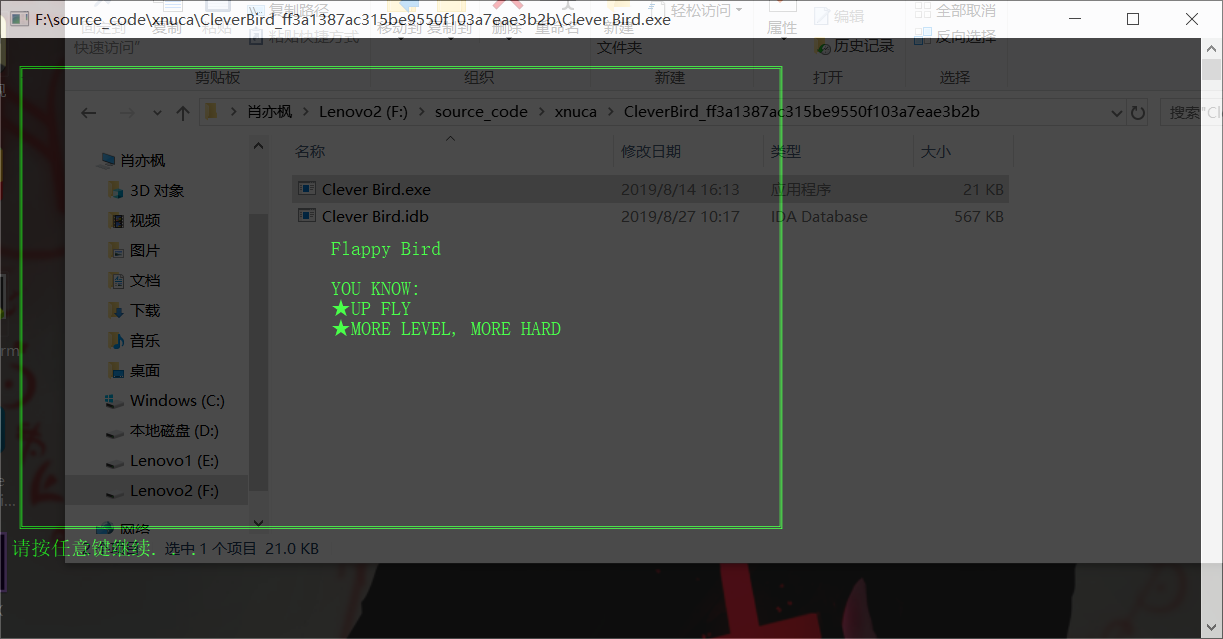 F:\source_code\xnuca\CleverBird_ff3a1387ac315be9550f103a7eae3b2b\Clever Bird.exe
复制路径
轻松访问
编辑
全部取消
复制
粘贴
粘贴快捷方式
移动到 复制到
删除
重命名
新建
属性
反向选择
快速访问"
文件夹
历史记录
剪贴板
组织
新建
打开
选择
肖亦枫 Lenovo2 (F:) source_code xnuca CleverBird_ff3a1387ac315be9550f103a7eae3b2b
搜索"Cle
名称 修改日期 类型 大小
肖亦枫
3D 对象
视频
图片
文档
下载
音乐
桌面
Windows (C:)
本地磁盘 (D:)
Lenovo1 (E:)
Lenovo2 (F:)
网络
Clever Bird.exe 2019/8/14 16:13 应用程序 21 KB
Clever Bird.idb 2019/8/27 10:17 IDA Database 567 KB
Flappy Bird
YOU KNOW:
★UP FLY
★MORE LEVEL, MORE HARD
请按任意键继续. . .
选中 1 个项目 21.0 KB